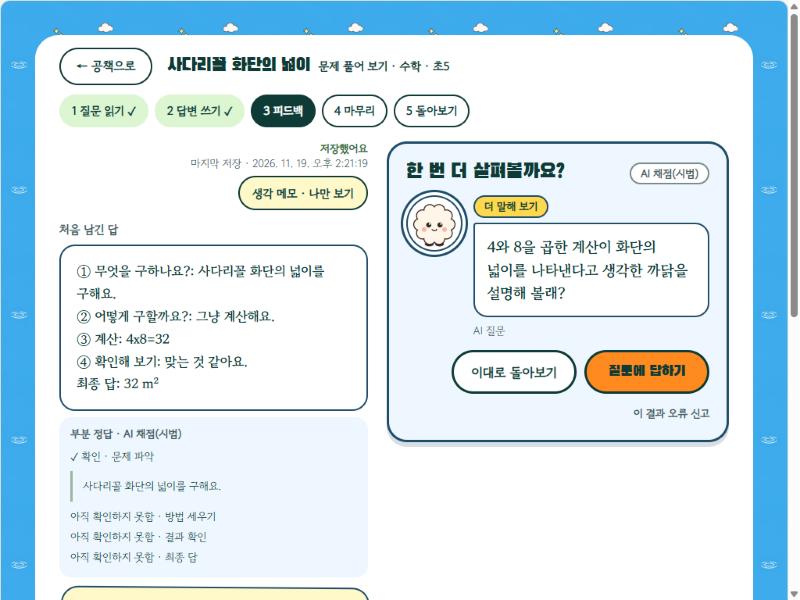 ← 공책으로
사다리꼴 화단의 넓이 문제 풀어 보기 · 수학 · 초5
1 질문 읽기 ✓
2 답변 쓰기 ✓
3 피드백
4 마무리
5 돌아보기
저장했어요
마지막 저장 · 2026. 11. 19. 오후 2:21:19
생각 메모 · 나만 보기
처음 남긴 답
① 무엇을 구하나요?: 사다리꼴 화단의 넓이를
구해요.
② 어떻게 구할까요?: 그냥 계산해요.
③ 계산: 4x8=32
④ 확인해 보기: 맞는 것 같아요.
최종 답: 32 m²
부분 정답 · AI 채점(시범)
✓ 확인 · 문제 파악
사다리꼴 화단의 넓이를 구해요.
아직 확인하지 못함 · 방법 세우기
아직 확인하지 못함 · 결과 확인
아직 확인하지 못함 · 최종 답
한 번 더 살펴볼까요?
AI 채점(시범)
더 말해 보기
4와 8을 곱한 계산이 화단의
넓이를 나타낸다고 생각한 까닭을
설명해 볼래?
AI 질문
이대로 돌아보기
질문에 답하기
이 결과 오류 신고